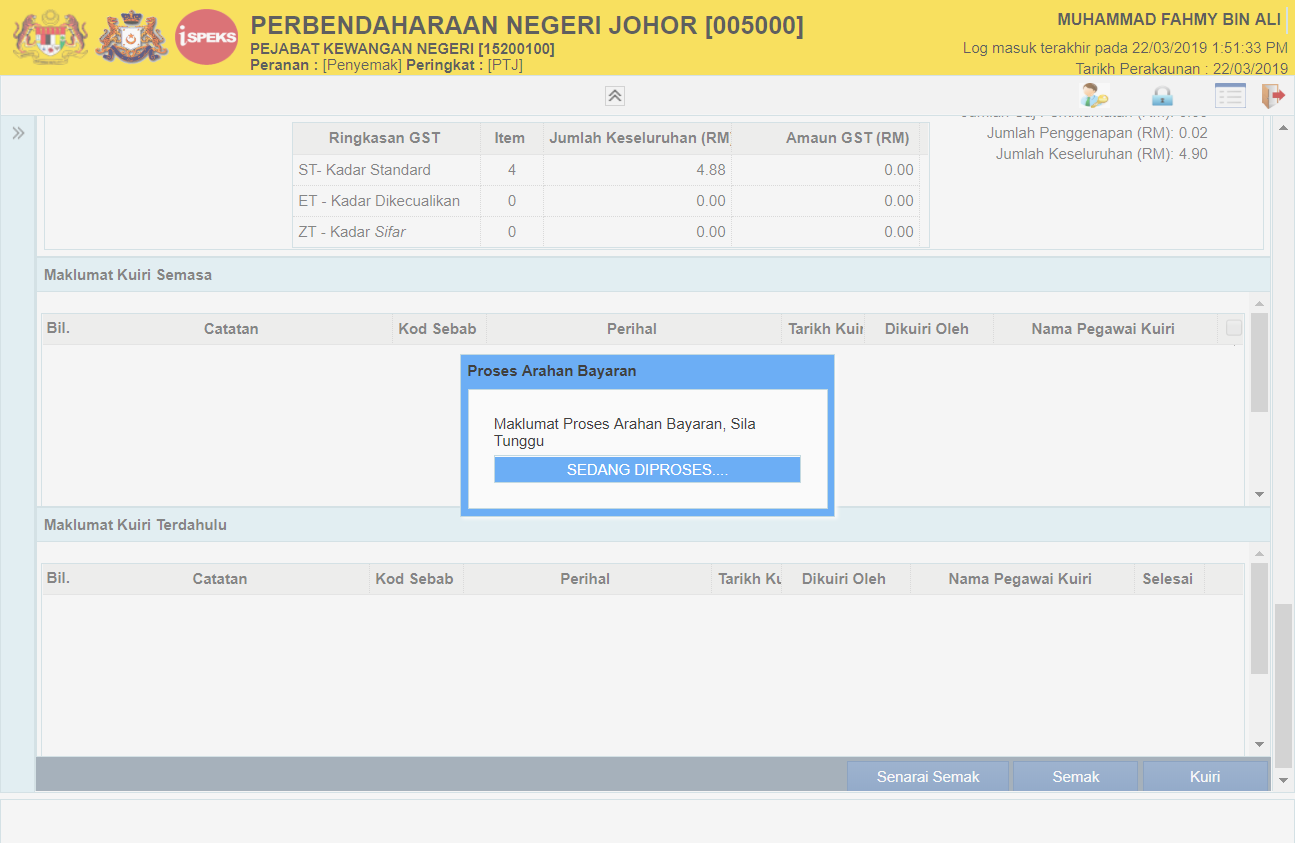 iSPEKS
PERBENDAHARAAN NEGERI JOHOR [005000]
PEJABAT KEWANGAN NEGERI [15200100]
Peranan : [Penyemak] Peringkat : [PTJ]
MUHAMMAD FAHMY BIN ALI
Log masuk terakhir pada 22/03/2019 1:51:33 PM
Tarikh Perakaunan : 22/03/2019
Jumlah Penggenapan (RM): 0.02
Jumlah Keseluruhan (RM): 4.90
Ringkasan GST Item Jumlah Keseluruhan (RM) Amaun GST (RM)
ST- Kadar Standard 4 4.88 0.00
ET - Kadar Dikecualikan 0 0.00 0.00
ZT - Kadar Sifar 0 0.00 0.00
Maklumat Kuiri Semasa
Bil. Catatan Kod Sebab Perihal Tarikh Kuir Dikuiri Oleh Nama Pegawai Kuiri
Proses Arahan Bayaran
Maklumat Proses Arahan Bayaran, Sila
Tunggu
SEDANG DIPROSES....
Maklumat Kuiri Terdahulu
Bil. Catatan Kod Sebab Perihal Tarikh Ku Dikuiri Oleh Nama Pegawai Kuiri Selesai
Senarai Semak Semak Kuiri